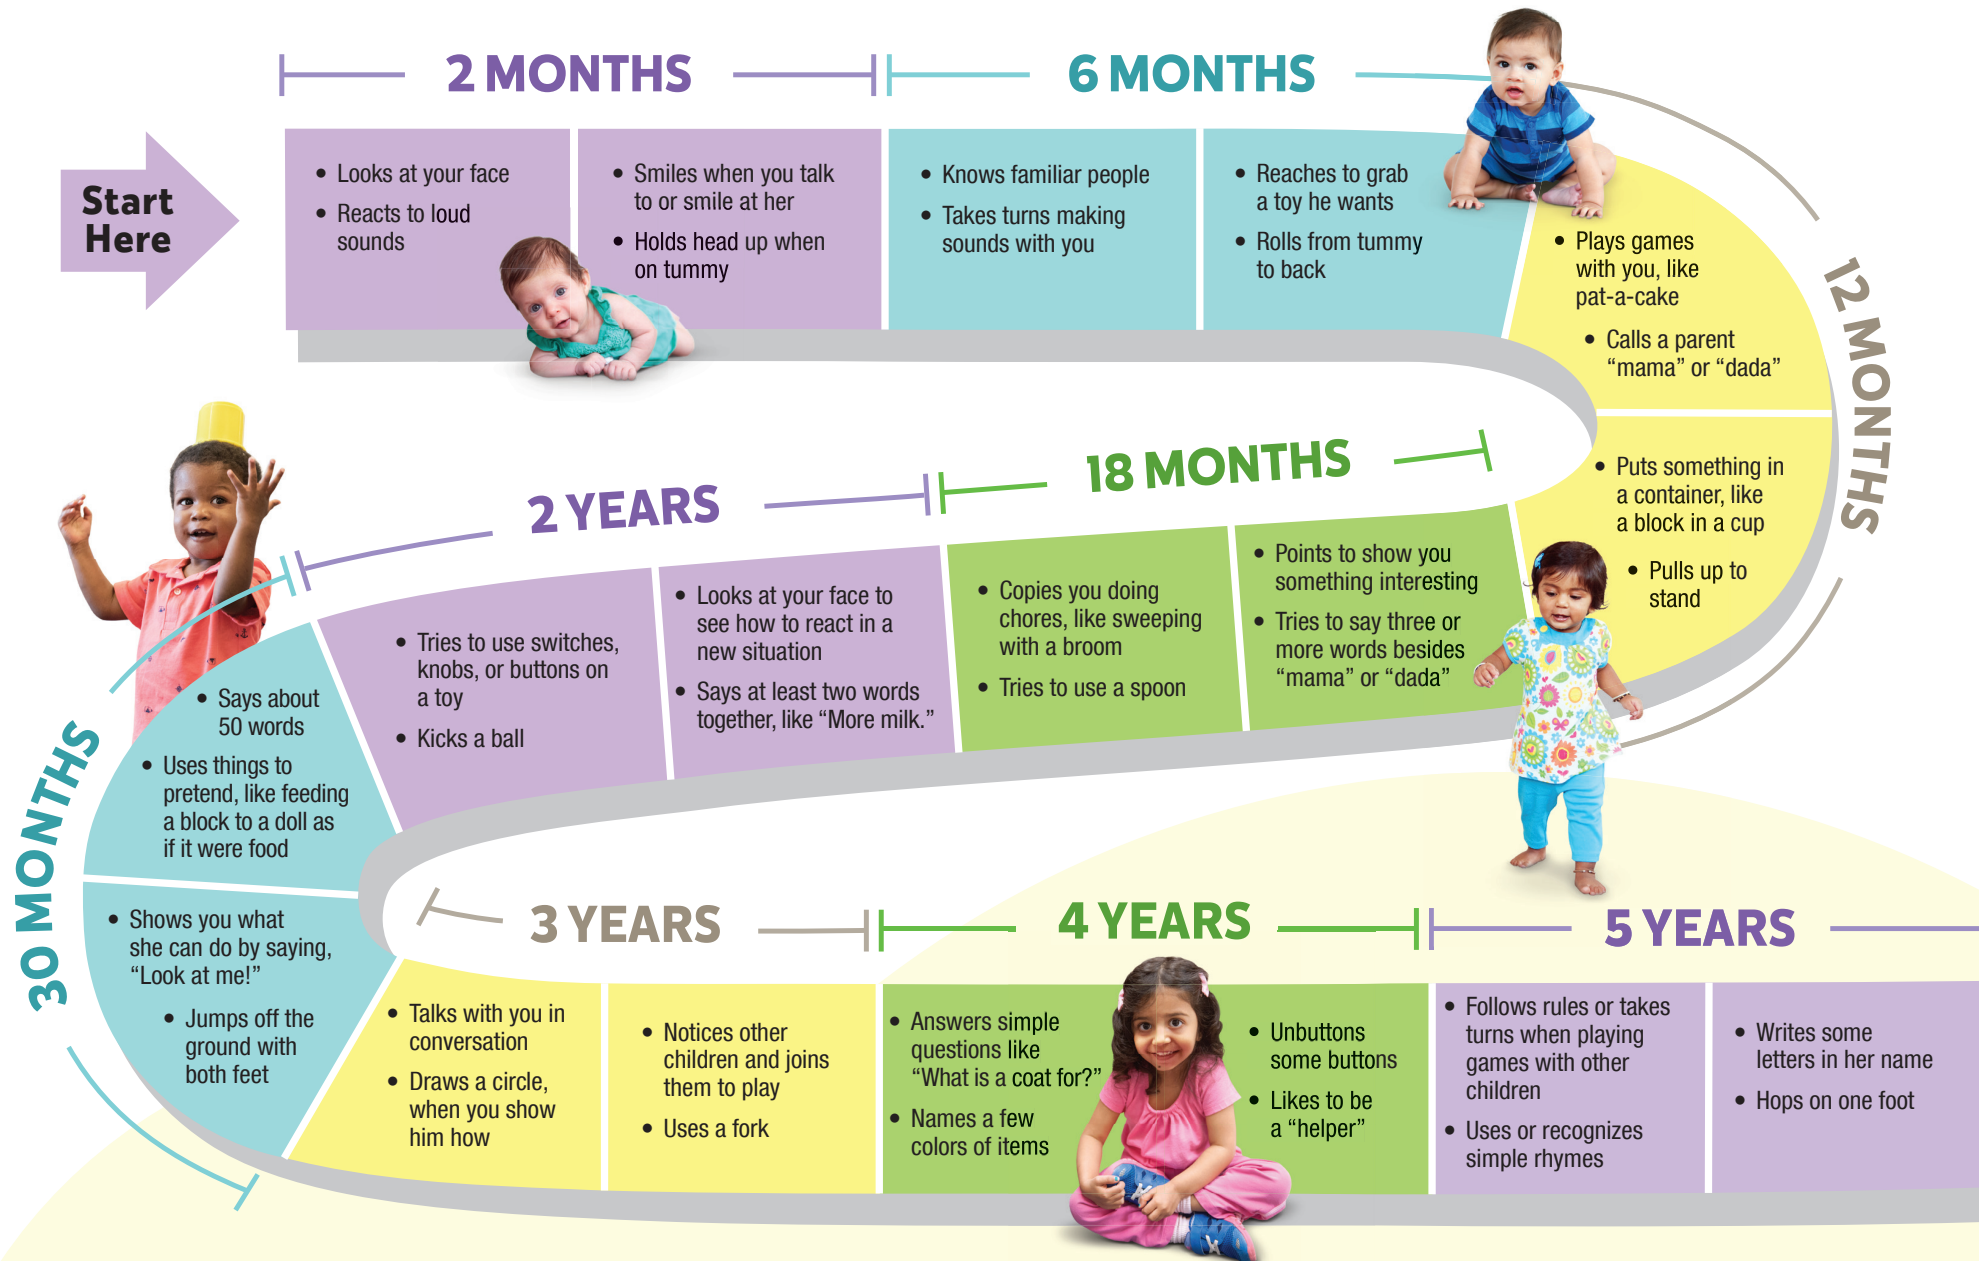 Start
Here
2 MONTHS
• Looks at your face
• Reacts to loud
sounds
• Smiles when you talk
to or smile at her
• Holds head up when
on tummy
6 MONTHS
• Knows familiar people
• Takes turns making
sounds with you
• Reaches to grab
a toy he wants
• Rolls from tummy
to back
12 MONTHS
• Plays games
with you, like
pat-a-cake
• Calls a parent
“mama” or “dada”
• Puts something in
a container, like
a block in a cup
• Pulls up to
stand
18 MONTHS
• Points to show you
something interesting
• Tries to say three or
more words besides
“mama” or “dada”
• Copies you doing
chores, like sweeping
with a broom
• Tries to use a spoon
2 YEARS
• Looks at your face to
see how to react in a
new situation
• Says at least two words
together, like “More milk.”
• Tries to use switches,
knobs, or buttons on
a toy
• Kicks a ball
30 MONTHS
• Says about
50 words
• Uses things to
pretend, like feeding
a block to a doll as
if it were food
• Shows you what
she can do by saying,
“Look at me!”
• Jumps off the
ground with
both feet
3 YEARS
• Talks with you in
conversation
• Draws a circle,
when you show
him how
• Notices other
children and joins
them to play
• Uses a fork
4 YEARS
• Answers simple
questions like
“What is a coat for?”
• Names a few
colors of items
• Unbuttons
some buttons
• Likes to be
a “helper”
5 YEARS
• Follows rules or takes
turns when playing
games with other
children
• Uses or recognizes
simple rhymes
• Writes some
letters in her name
• Hops on one foot